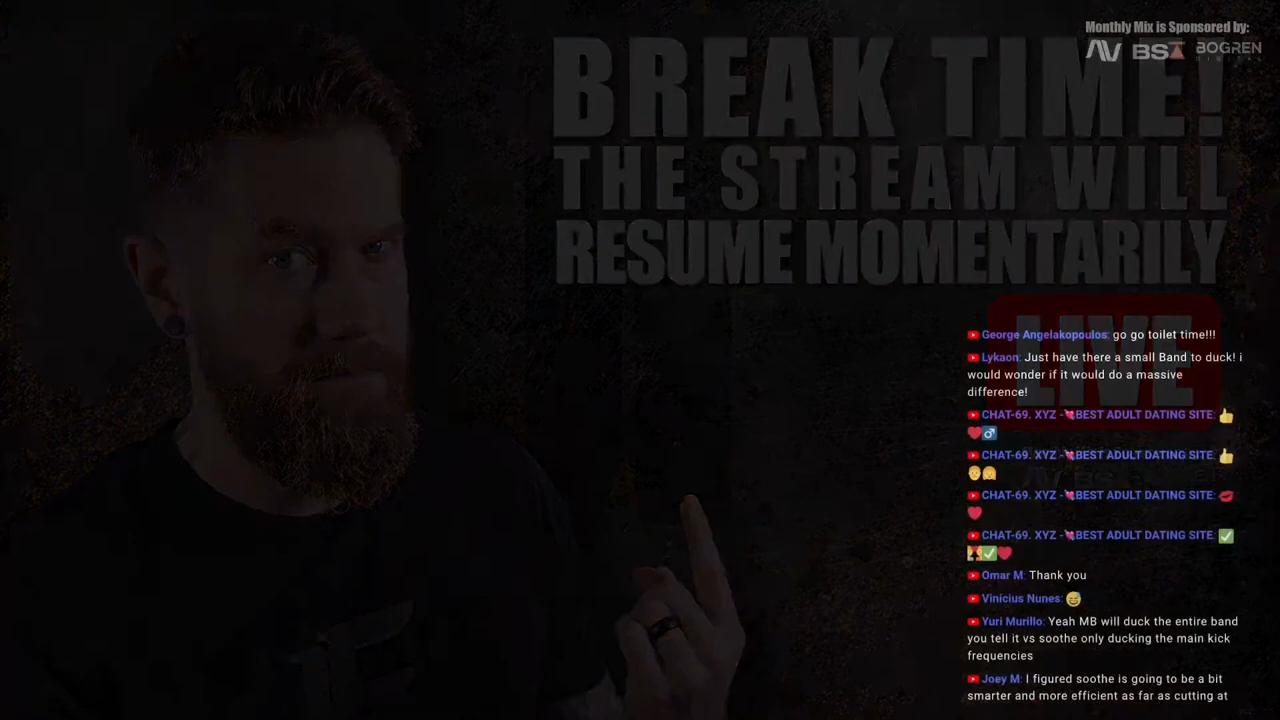 Monthly Mix is Sponsored by:
BST BOGREN
DIGITAL
BREAK TIME!
THE STREAM WILL
RESUME MOMENTARILY
LIVE
George Angelakopoulos: go go toilet time!!!
Lykaon: Just have there a small Band to duck! i
would wonder if it would do a massive
difference!
CHAT-69. XYZ -💘BEST ADULT DATING SITE: 👍
❤️♂️
CHAT-69. XYZ -💘BEST ADULT DATING SITE: 👍
CHAT-69. XYZ -💘BEST ADULT DATING SITE: 💋
❤️
CHAT-69. XYZ -💘BEST ADULT DATING SITE: ✅
✅❤️
Omar M: Thank you
Vinícius Nunes: 😅
Yuri Murillo: Yeah MB will duck the entire band
you tell it vs soothe only ducking the main kick
frequencies
Joey M: I figured soothe is going to be a bit
smarter and more efficient as far as cutting at